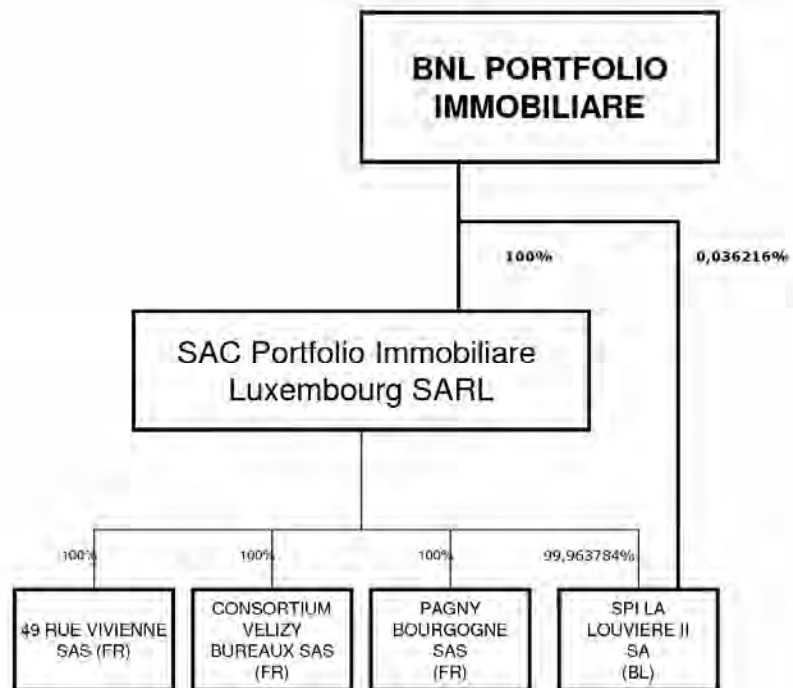 BNL PORTFOLIO
IMMOBILIARE
100%
0,036216%
SAC Portfolio Immobiliare
Luxembourg SARL
100%
100%
100%
99,963784%
49 RUE VIVIENNE
SAS (FR)
CONSORTIUM
VELIZY
BUREAUX SAS
(FR)
PAGNY
BOURGOGNE
SAS
(FR)
SPI LA
LOUVIERE II
SA
(BL)